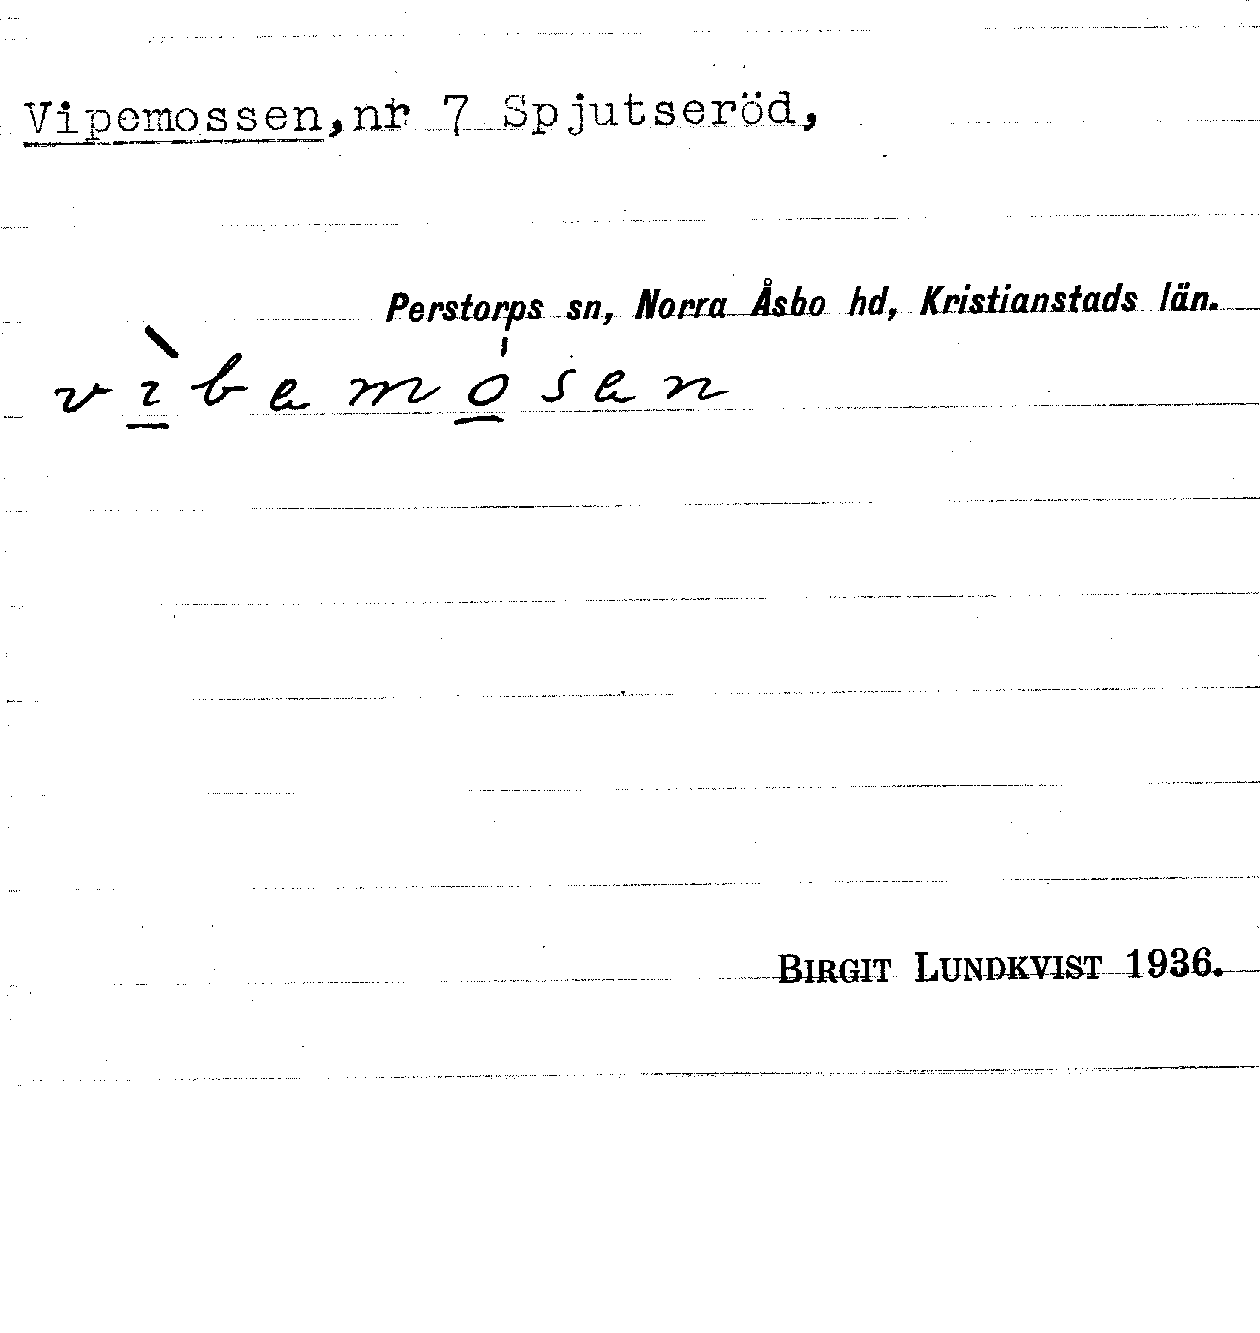 Vipemossen, nr 7 Spjutseröd,
Perstorps sn, Norra Åsbo hd, Kristianstads län.
vìbemósen
BIRGIT LUNDKVIST 1936.